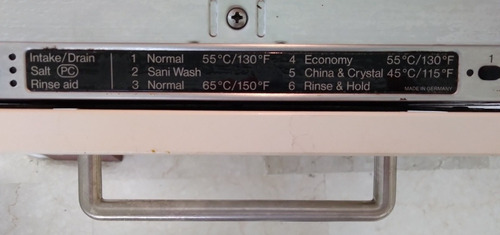 Intake/Drain 1 Normal 55°C/130°F 4 Economy 55°C/130°F 1
Salt PC 2 Sani Wash 5 China & Crystal 45°C/115°F
Rinse aid 3 Normal 65°C/150°F 6 Rinse & Hold MADE IN GERMANY